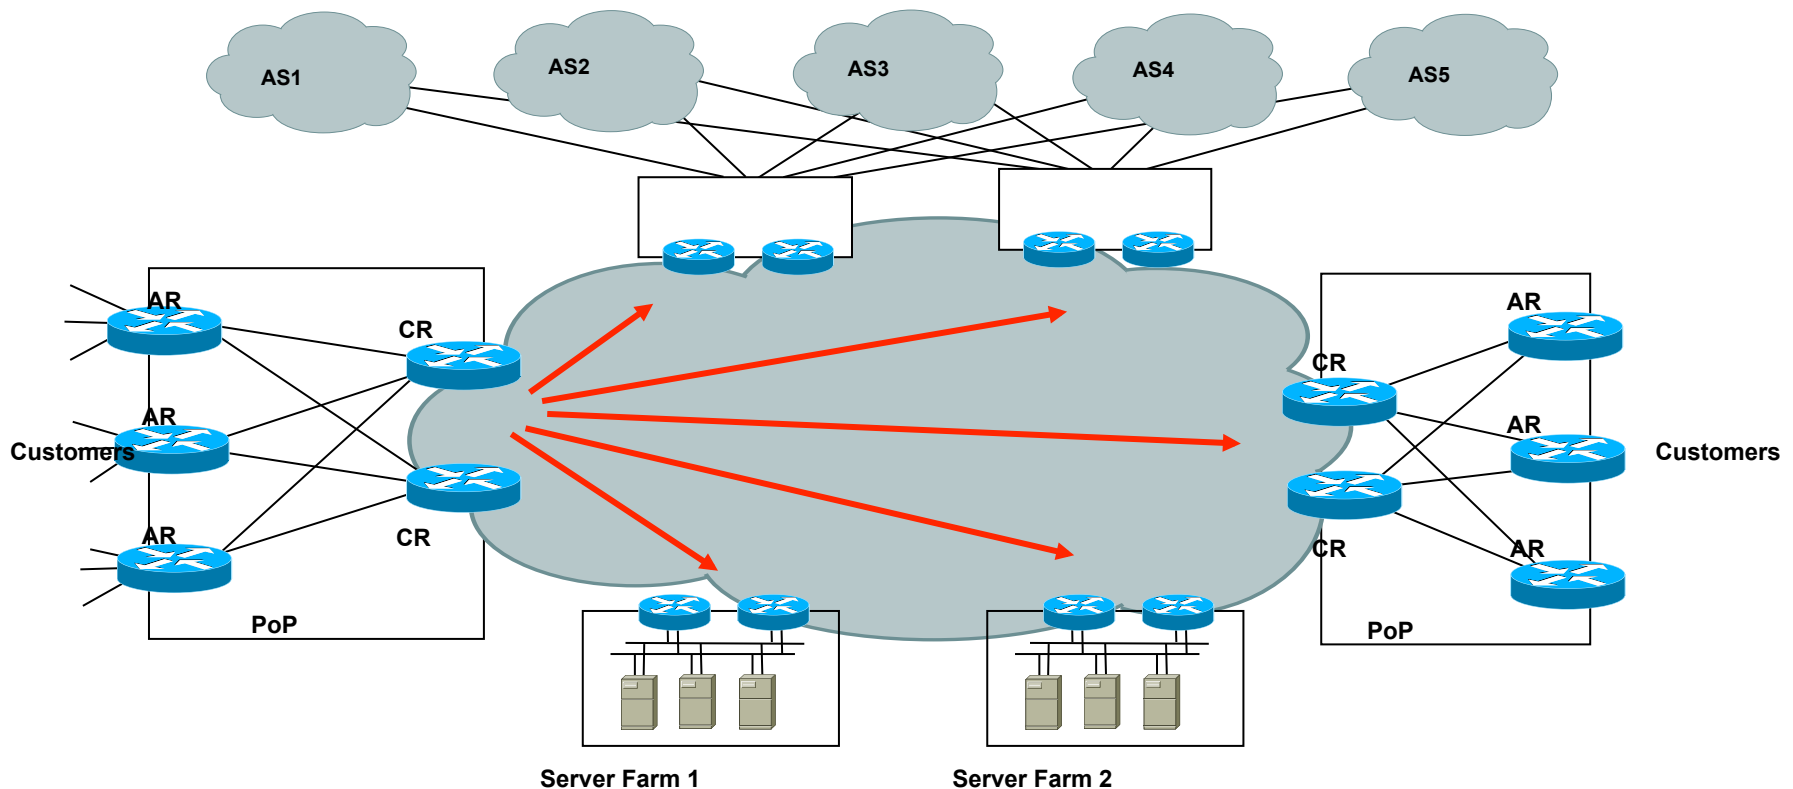 AS1
AS2
AS3
AS4
AS5
AR
CR
AR
Customers
AR
CR
PoP
AR
CR
AR
Customers
CR
AR
PoP
Server Farm 1
Server Farm 2